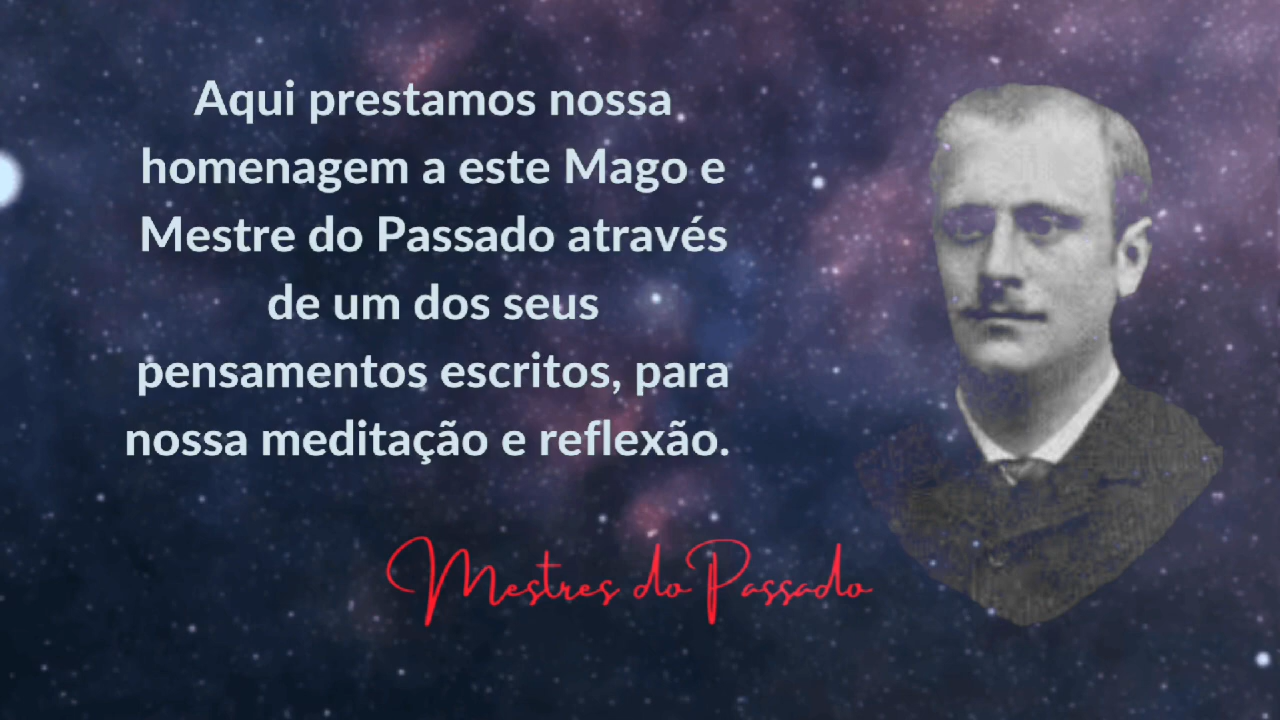 Aqui prestamos nossa
homenagem a este Mago e
Mestre do Passado através
de um dos seus
pensamentos escritos, para
nossa meditação e reflexão.
Mestres do Passado